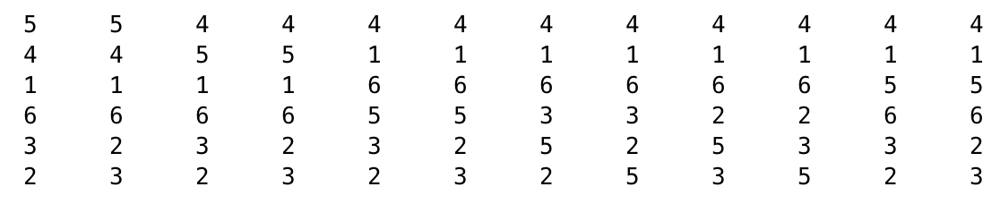 5 5 4 4 4 4 4 4 4 4 4 4
4 4 5 5 1 1 1 1 1 1 1 1
1 1 1 1 6 6 6 6 6 6 5 5
6 6 6 6 5 5 3 3 2 2 6 6
3 2 3 2 3 2 5 2 5 3 3 2
2 3 2 3 2 3 2 5 3 5 2 3